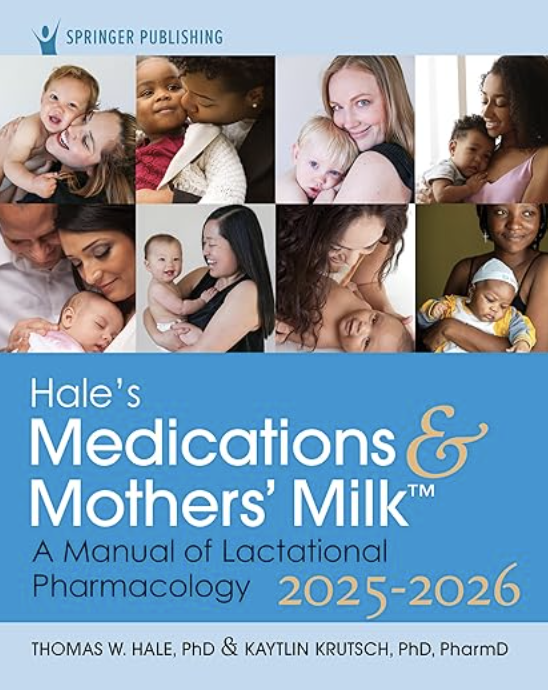 SPRINGER PUBLISHING
Hale’s
Medications &
Mothers’ Milk™
A Manual of Lactational
Pharmacology 2025-2026
THOMAS W. HALE, PhD & KAYTLIN KRUTSCH, PhD, PharmD